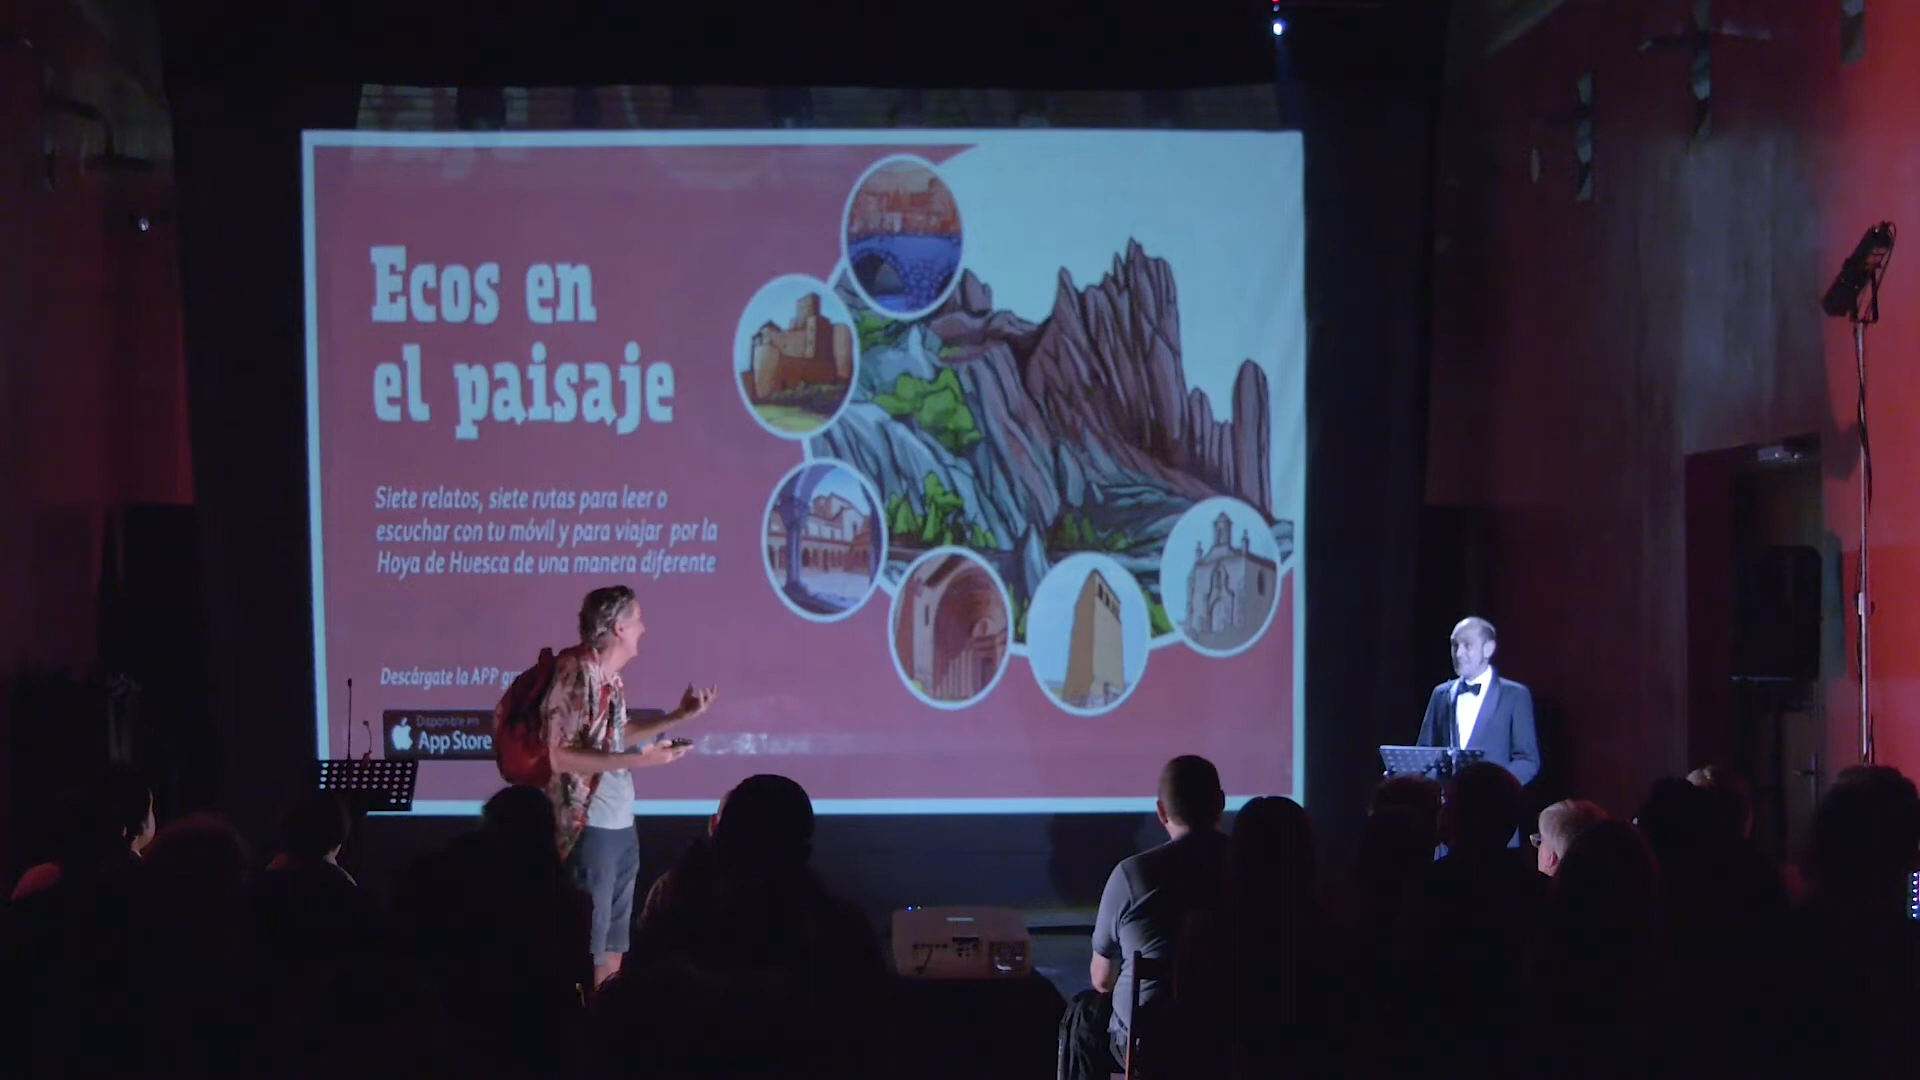 Ecos en
el paisaje
Siete relatos, siete rutas para leer o
escuchar con tu móvil y para viajar por la
Hoya de Huesca de una manera diferente
Descárgate la APP
Disponible en
App Store